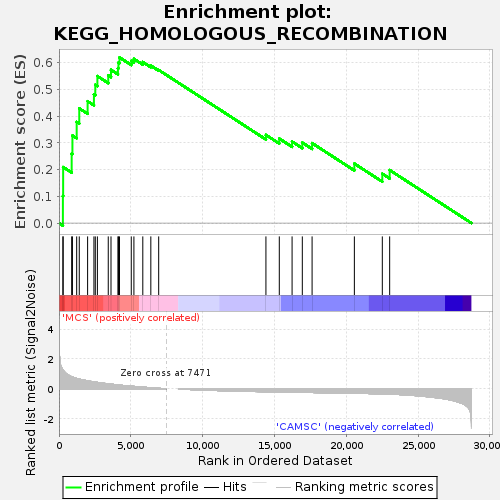 Enrichment plot:
KEGG_HOMOLOGOUS_RECOMBINATION
Enrichment score (ES)
0.6
0.5
0.4
0.3
0.2
0.1
0.0
'MCS' (positively correlated)
Ranked list metric (Signal2Noise)
4
2
0
-2
Zero cross at 7471
'CAMSC' (negatively correlated)
0
5,000
10,000
15,000
20,000
25,000
30,00
Rank in Ordered Dataset
Enrichment profile
Hits
Ranking metric scores